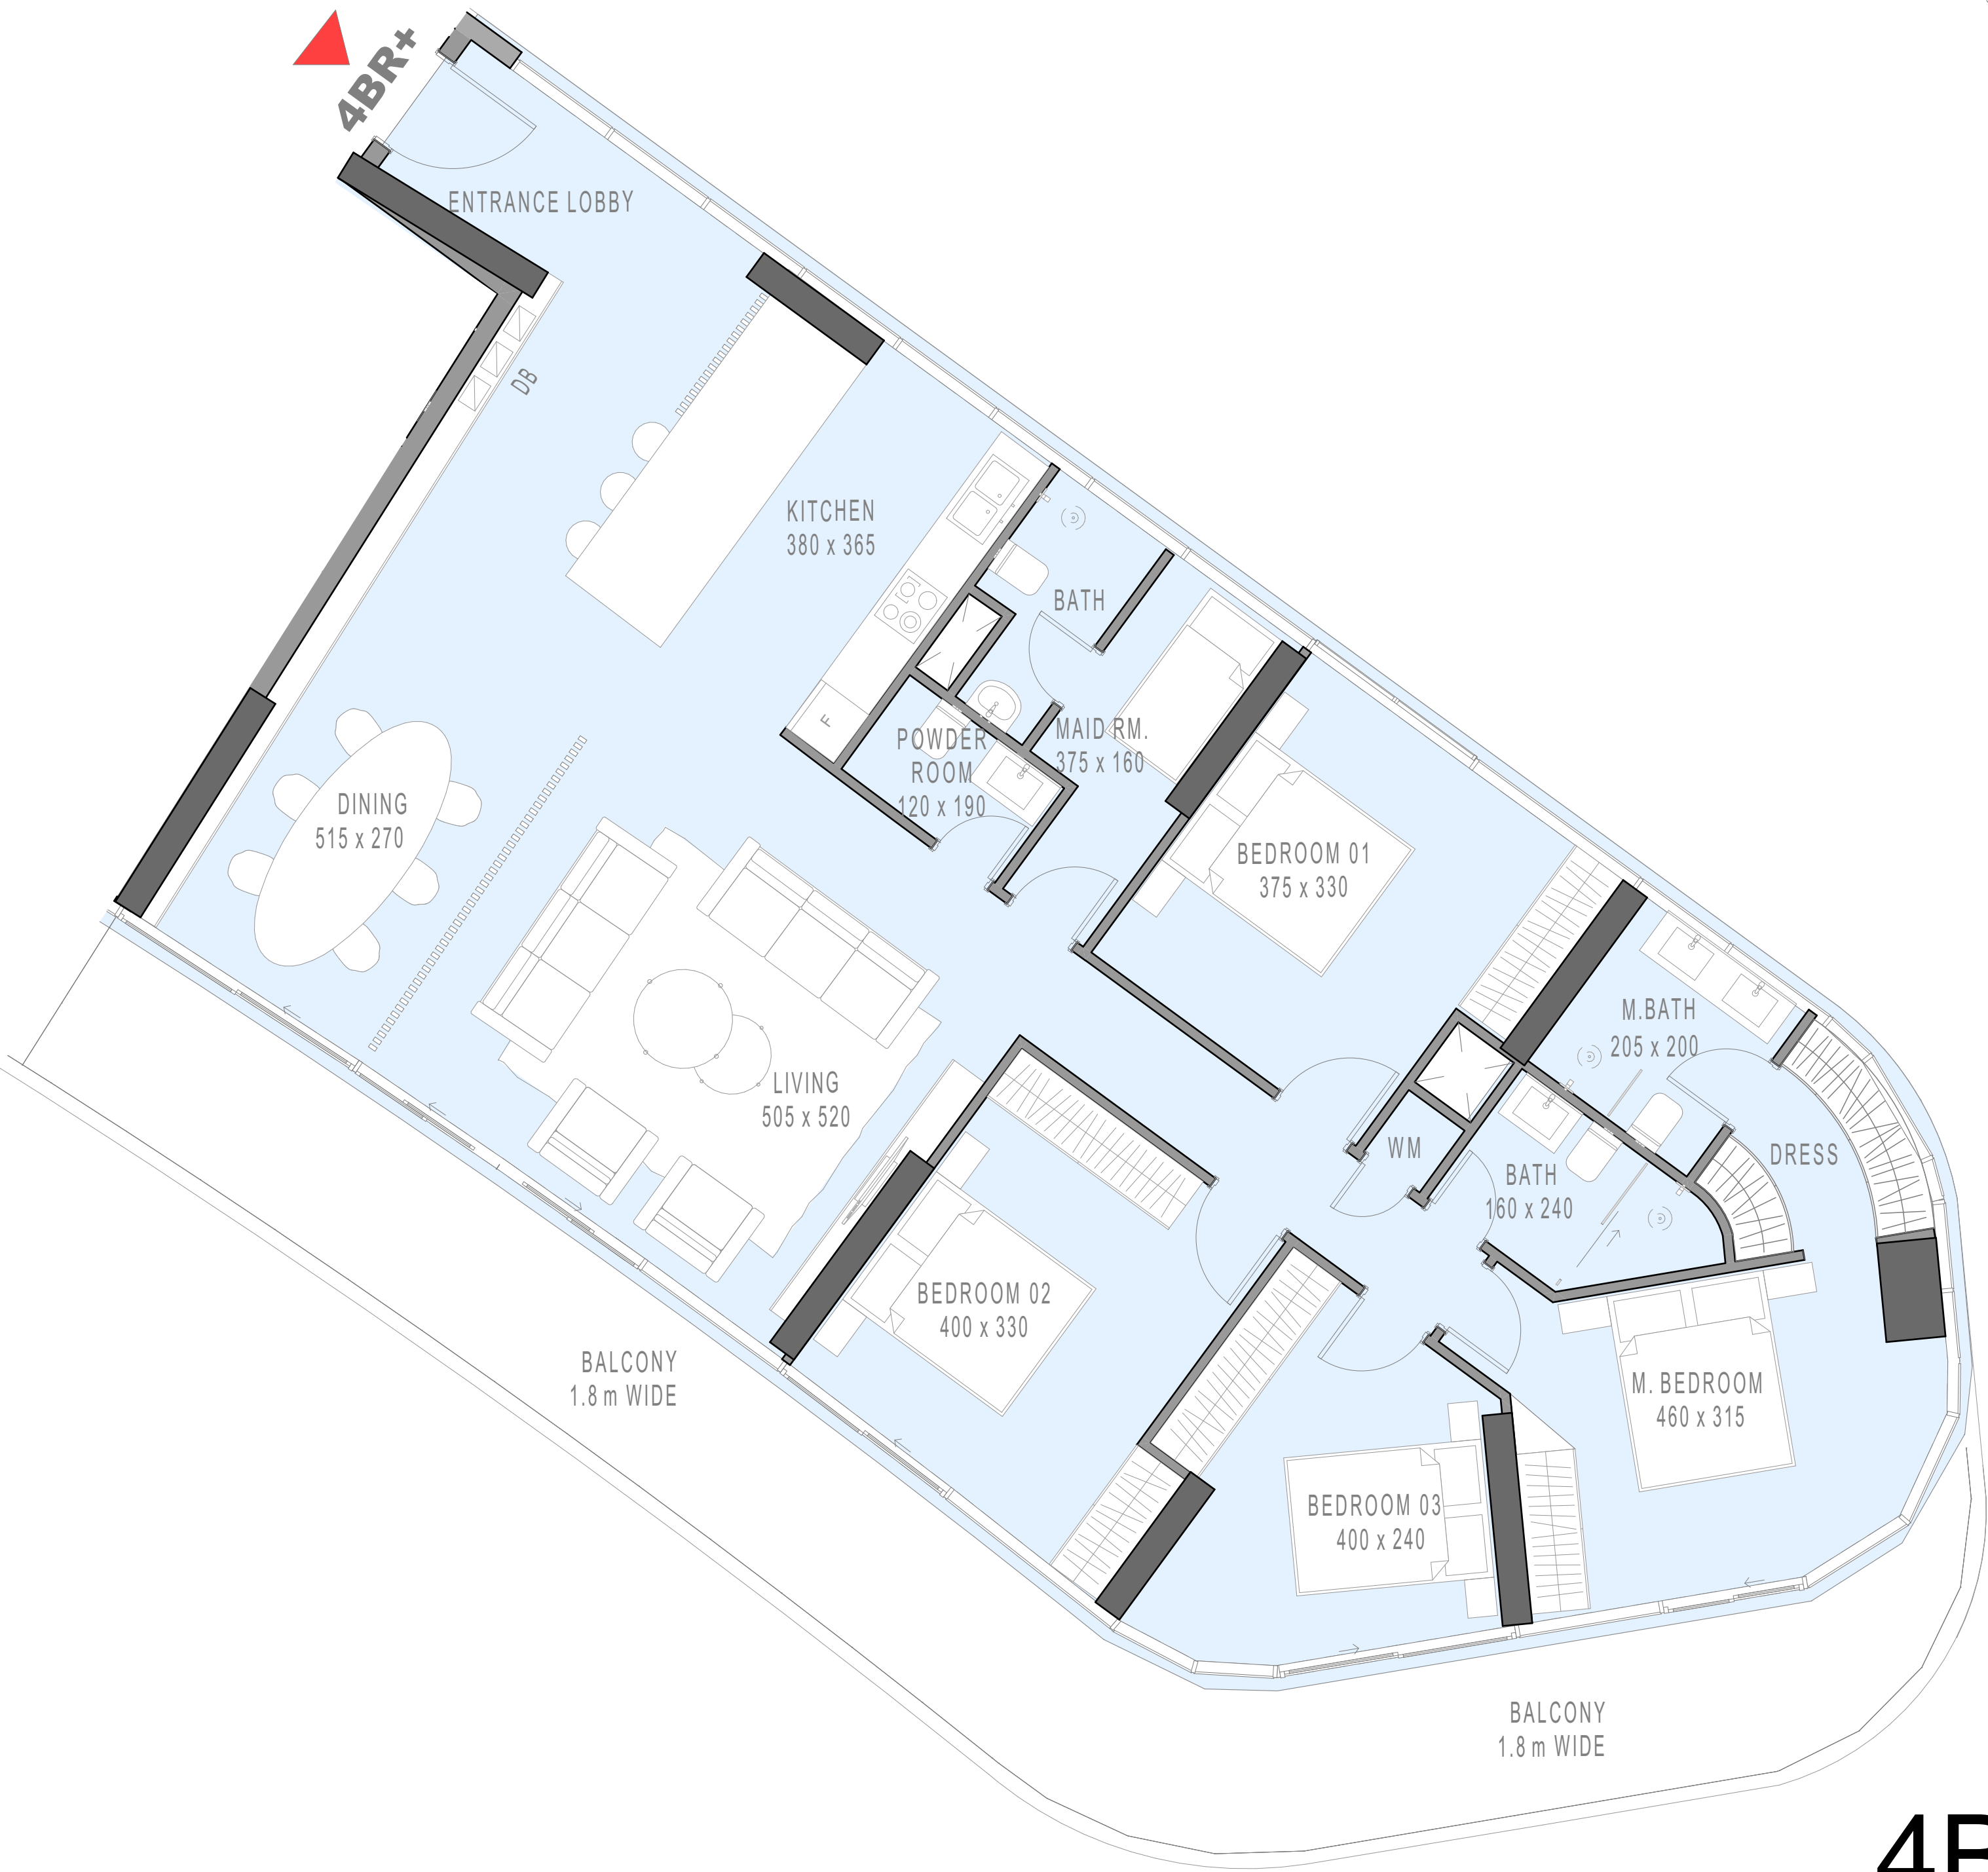 4BR+
ENTRANCE LOBBY
DB
KITCHEN
380 x 365
BATH
F
POWDER
ROOM
120 x 190
MAID RM.
375 x 160
DINING
515 x 270
BEDROOM 01
375 x 330
M.BATH
205 x 200
LIVING
505 x 520
WM
DRESS
BATH
160 x 240
BEDROOM 02
400 x 330
BALCONY
1.8 m WIDE
M. BEDROOM
460 x 315
BEDROOM 03
400 x 240
BALCONY
1.8 m WIDE